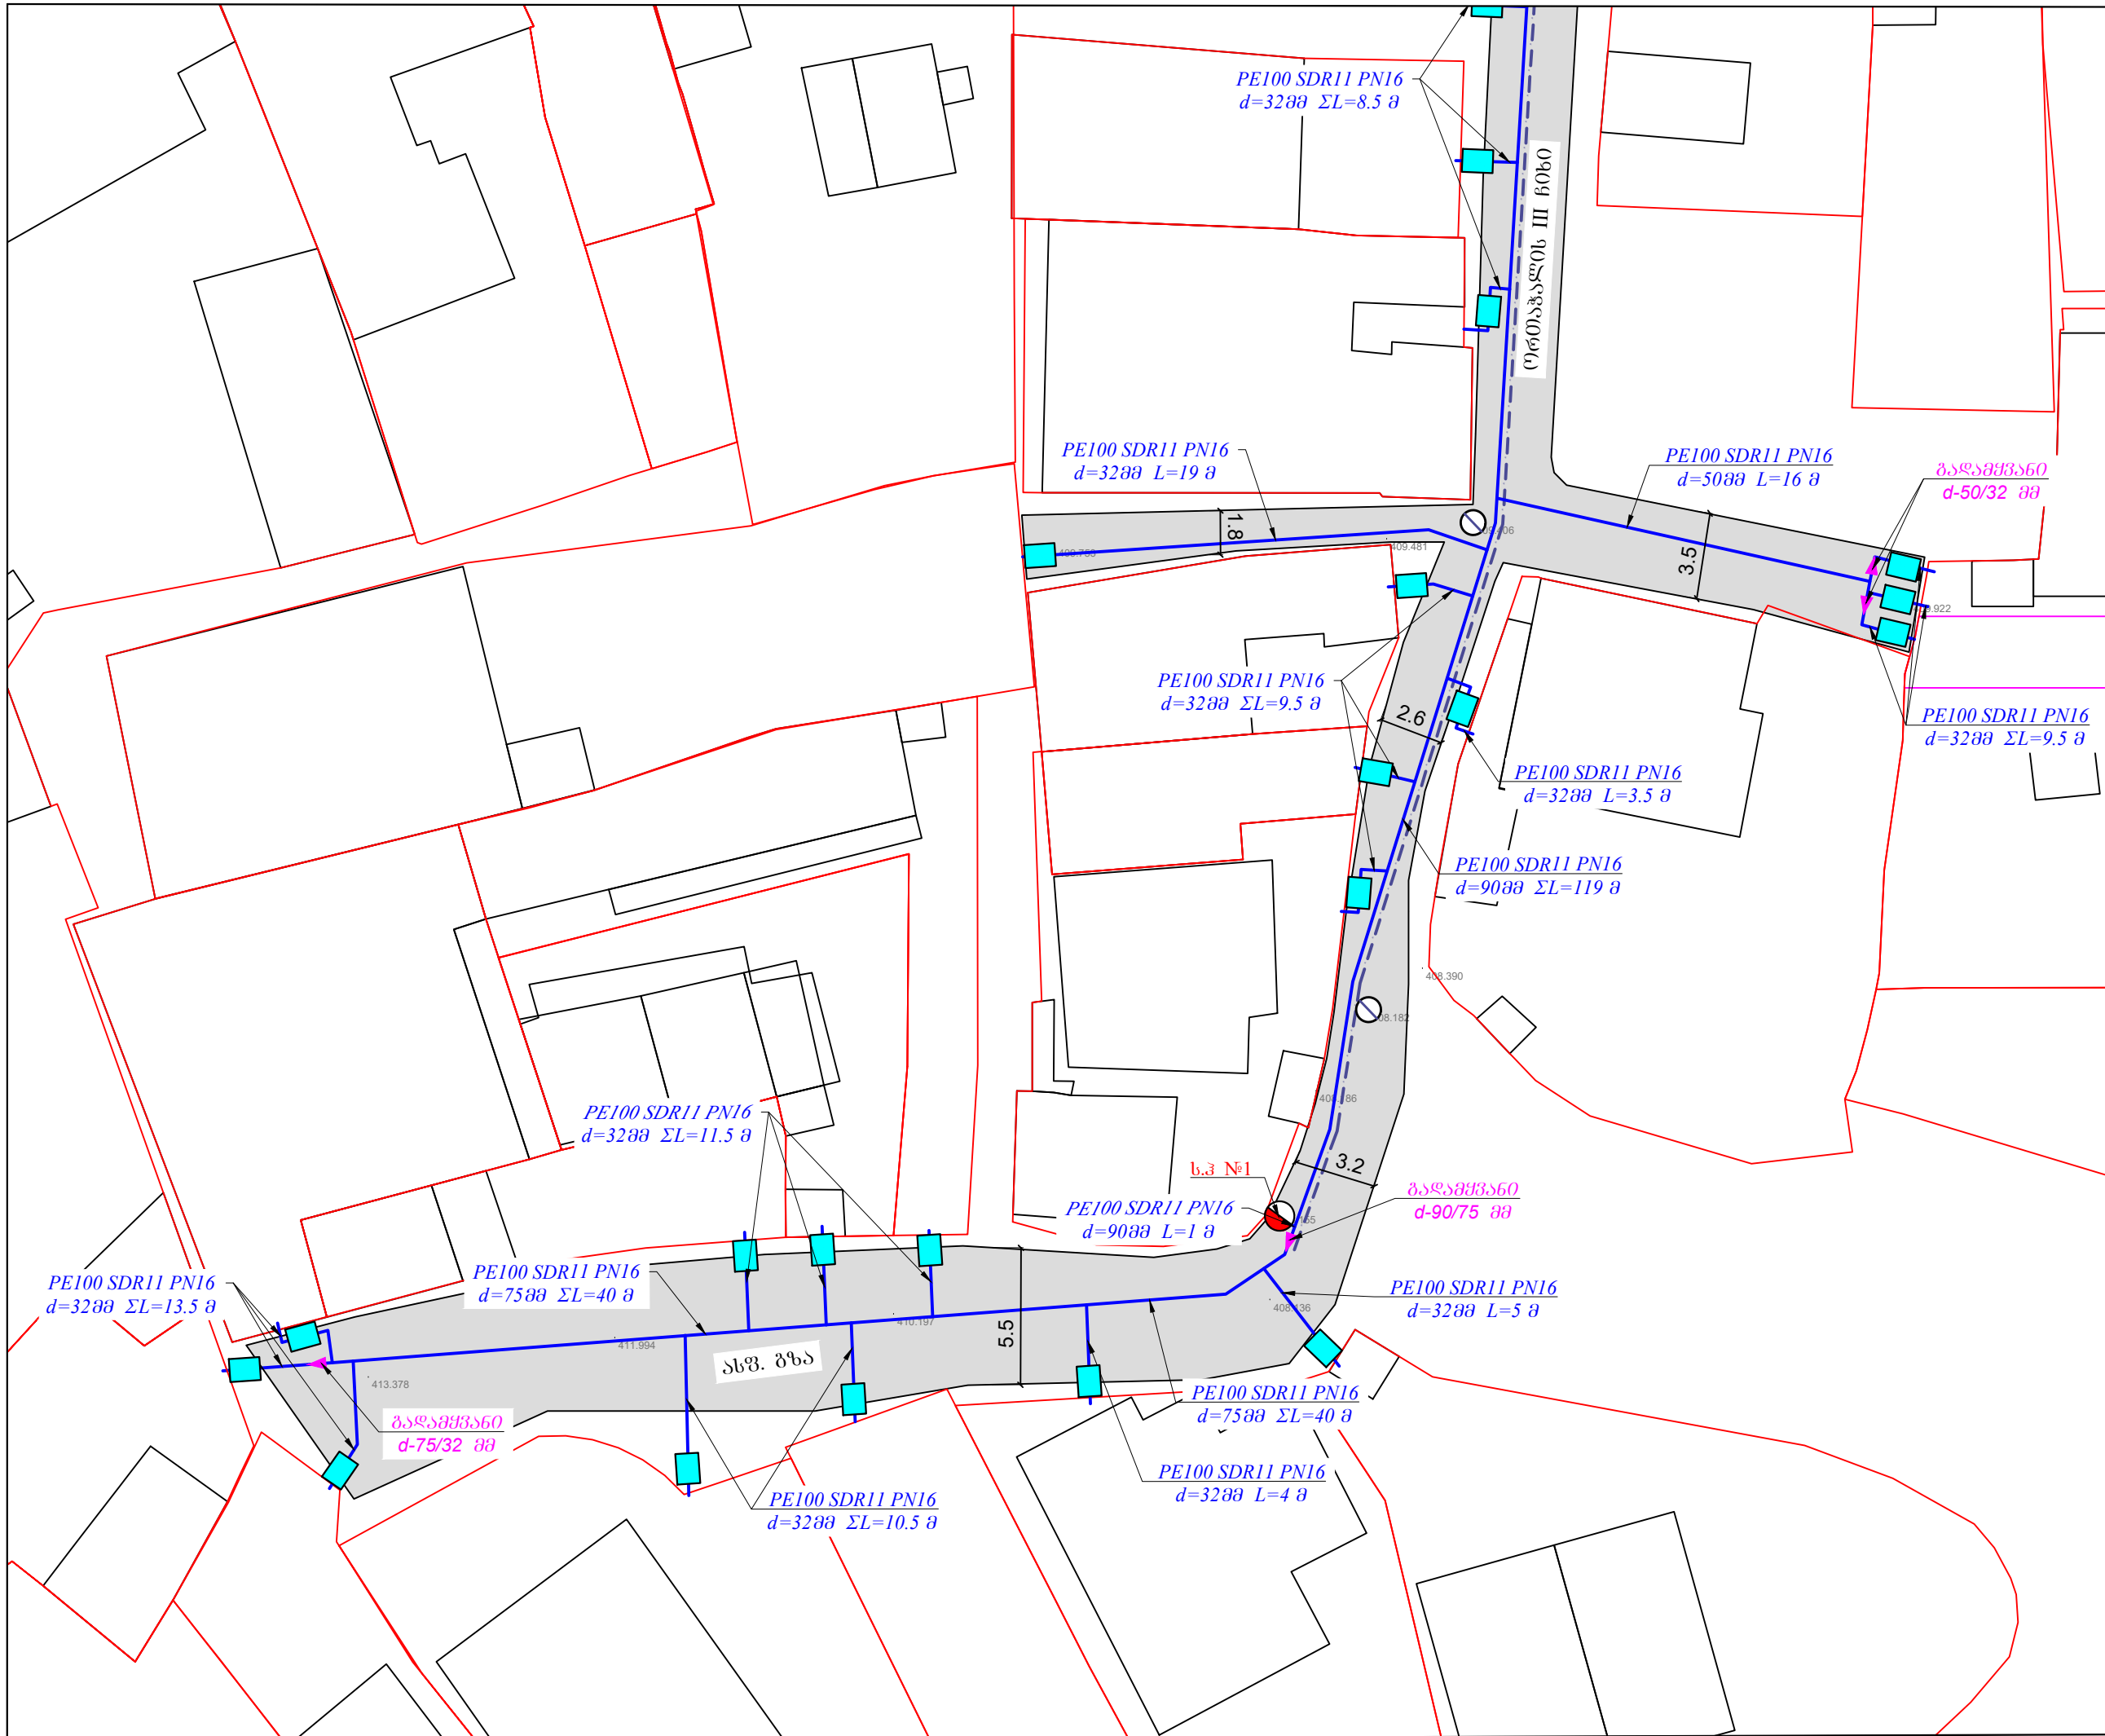 PE100 SDR11 PN16
d=32მმ ΣL=8.5 მ
ორთაჭალის III ჩიხი
PE100 SDR11 PN16
d=32მმ L=19 მ
1.8
409.481
PE100 SDR11 PN16
d=50მმ L=16 მ
გადამყვანი
d-50/32 მმ
3.5
PE100 SDR11 PN16
d=32მმ ΣL=9.5 მ
2.6
PE100 SDR11 PN16
d=32მმ ΣL=9.5 მ
PE100 SDR11 PN16
d=32მმ L=3.5 მ
PE100 SDR11 PN16
d=90მმ ΣL=119 მ
408.390
PE100 SDR11 PN16
d=32მმ ΣL=11.5 მ
ს.ჰ №1
3.2
გადამყვანი
d-90/75 მმ
PE100 SDR11 PN16
d=90მმ L=1 მ
PE100 SDR11 PN16
d=32მმ ΣL=13.5 მ
PE100 SDR11 PN16
d=75მმ ΣL=40 მ
PE100 SDR11 PN16
d=32მმ L=5 მ
408.136
410.197
411.994
5.5
ასფ. გზა
413.378
გადამყვანი
d-75/32 მმ
PE100 SDR11 PN16
d=75მმ ΣL=40 მ
PE100 SDR11 PN16
d=32მმ L=4 მ
PE100 SDR11 PN16
d=32მმ ΣL=10.5 მ